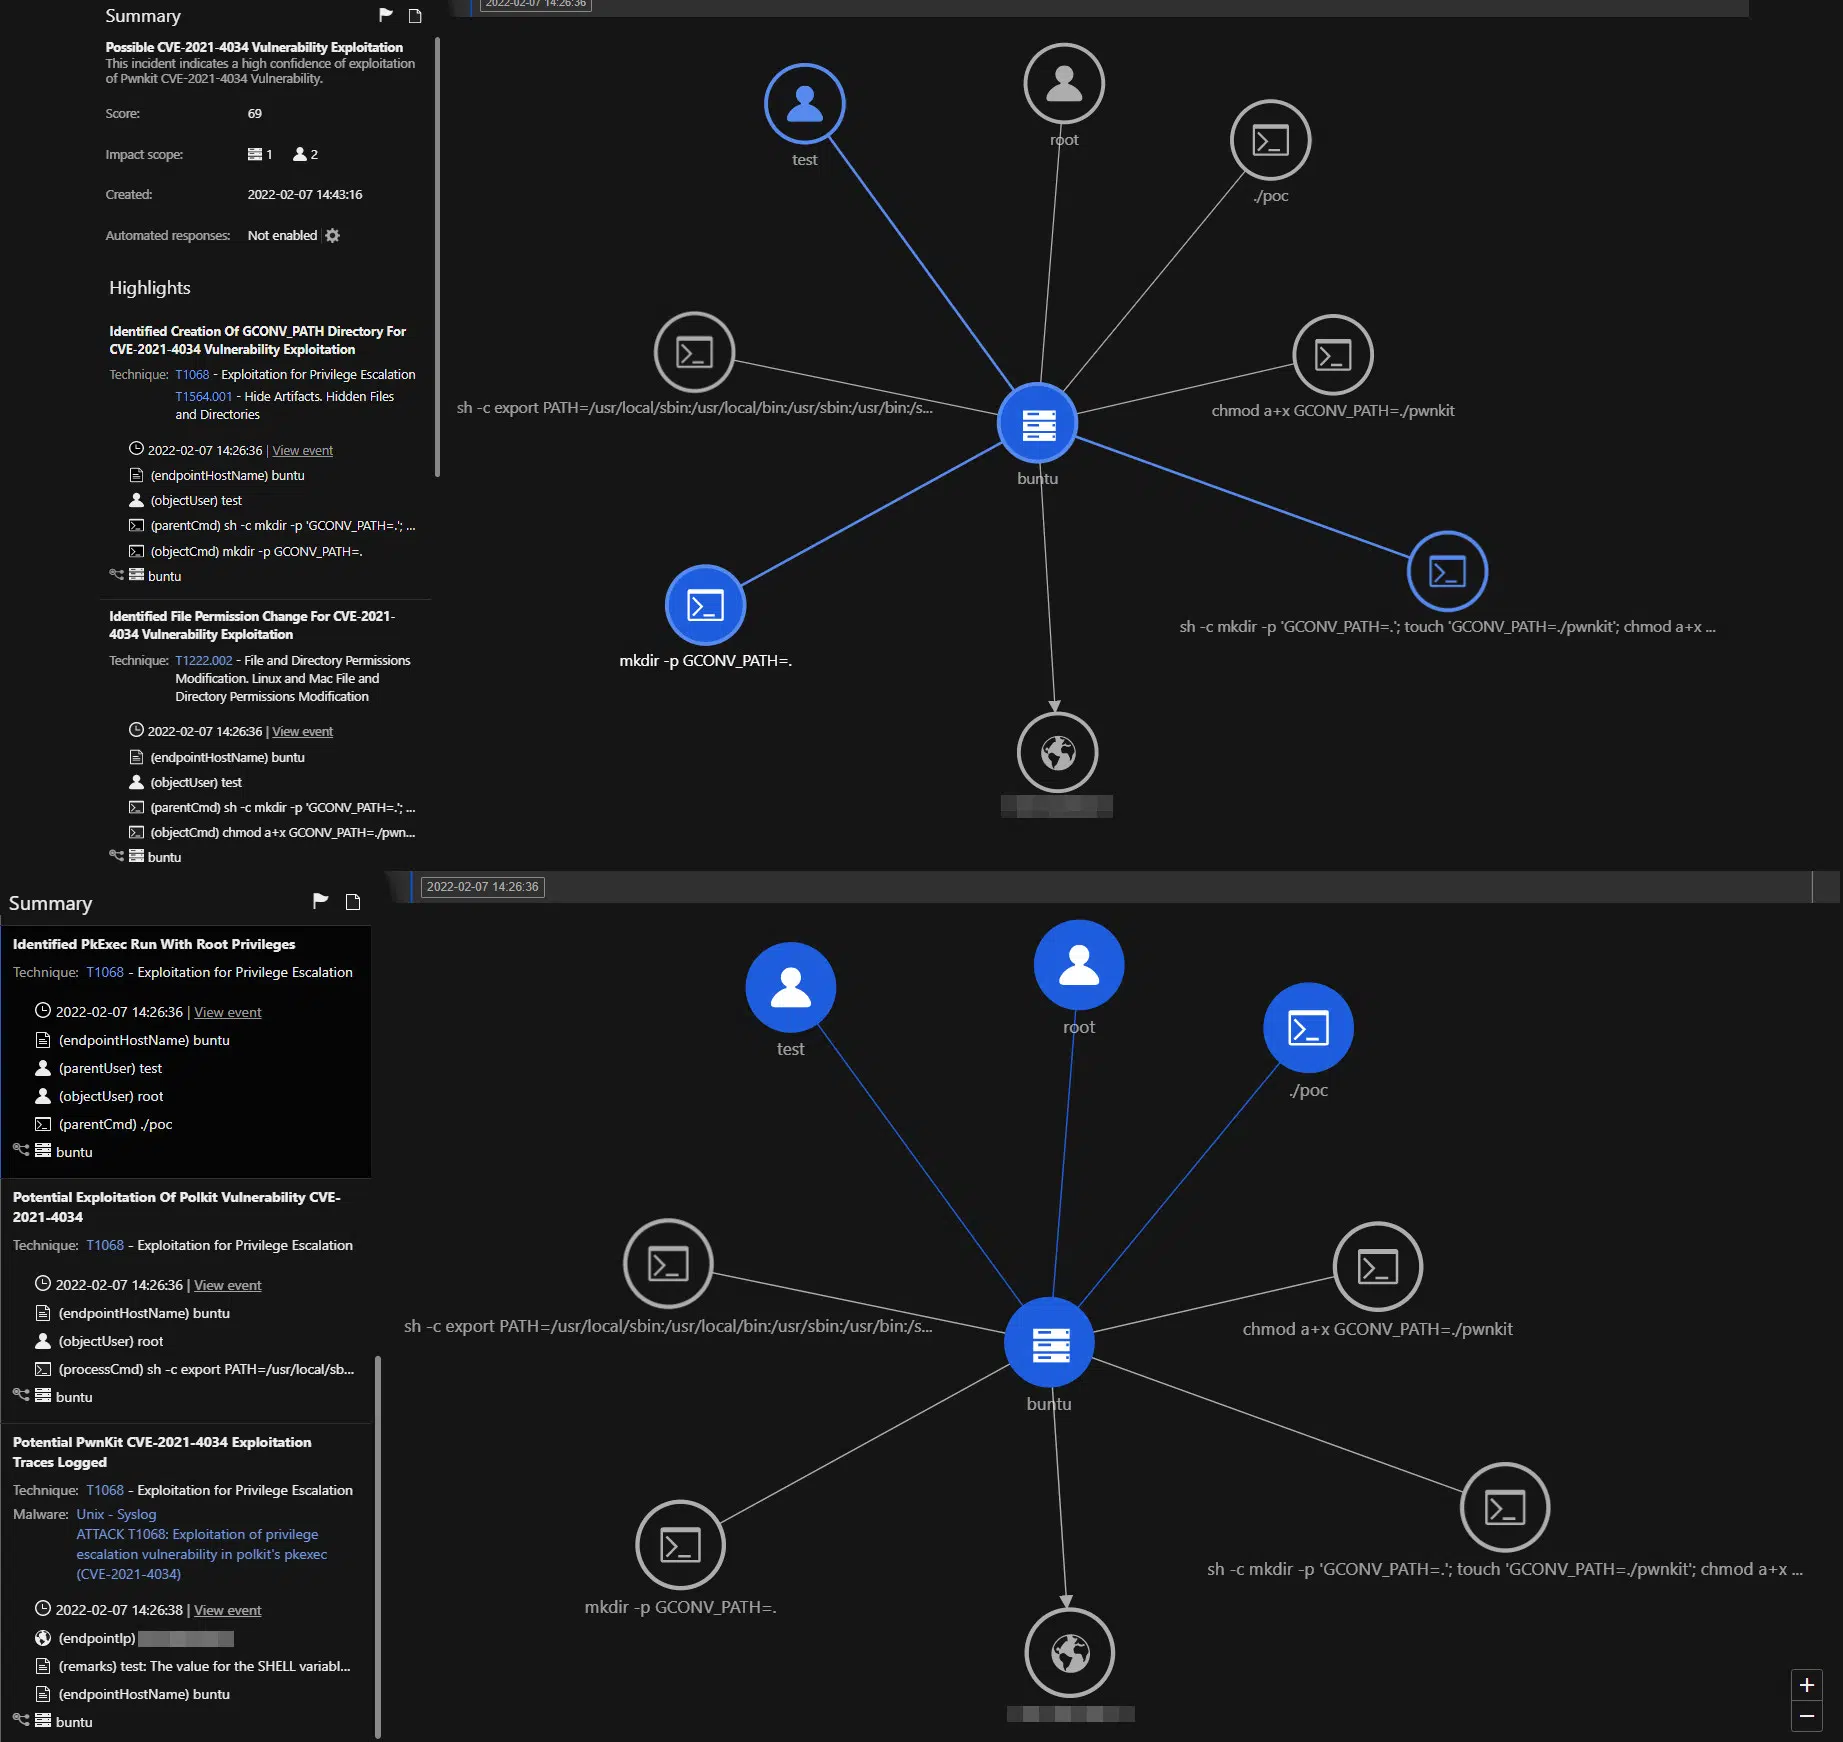 Summary
2022-02-07 14:26:36
Possible CVE-2021-4034 Vulnerability Exploitation
This incident indicates a high confidence of exploitation
of Pwnkit CVE-2021-4034 Vulnerability.
Score: 69
Impact scope: 1 2
Created: 2022-02-07 14:43:16
Automated responses: Not enabled
Highlights
Identified Creation Of GCONV_PATH Directory For
CVE-2021-4034 Vulnerability Exploitation
Technique: T1068 - Exploitation for Privilege Escalation
T1564.001 - Hide Artifacts. Hidden Files
and Directories
2022-02-07 14:26:36 | View event
(endpointHostName) buntu
(objectUser) test
(parentCmd) sh -c mkdir -p 'GCONV_PATH=.'; ...
(objectCmd) mkdir -p GCONV_PATH=.
buntu
Identified File Permission Change For CVE-2021-
4034 Vulnerability Exploitation
Technique: T1222.002 - File and Directory Permissions
Modification. Linux and Mac File and
Directory Permissions Modification
2022-02-07 14:26:36 | View event
(endpointHostName) buntu
(objectUser) test
(parentCmd) sh -c mkdir -p 'GCONV_PATH=.'; ...
(objectCmd) chmod a+x GCONV_PATH=./pwn...
buntu
test
root
./poc
sh -c export PATH=/usr/local/sbin:/usr/local/bin:/usr/sbin:/usr/bin:/s...
chmod a+x GCONV_PATH=./pwnkit
buntu
sh -c mkdir -p 'GCONV_PATH=.'; touch 'GCONV_PATH=./pwnkit'; chmod a+x ...
mkdir -p GCONV_PATH=.
Summary
2022-02-07 14:26:36
Identified PkExec Run With Root Privileges
Technique: T1068 - Exploitation for Privilege Escalation
2022-02-07 14:26:36 | View event
(endpointHostName) buntu
(parentUser) test
(objectUser) root
(parentCmd) ./poc
buntu
Potential Exploitation Of Polkit Vulnerability CVE-
2021-4034
Technique: T1068 - Exploitation for Privilege Escalation
2022-02-07 14:26:36 | View event
(endpointHostName) buntu
(objectUser) root
(processCmd) sh -c export PATH=/usr/local/sb...
buntu
Potential PwnKit CVE-2021-4034 Exploitation
Traces Logged
Technique: T1068 - Exploitation for Privilege Escalation
Malware: Unix - Syslog
ATTACK T1068: Exploitation of privilege
escalation vulnerability in polkit's pkexec
(CVE-2021-4034)
2022-02-07 14:26:38 | View event
(endpointIp)
(remarks) test: The value for the SHELL variabl...
(endpointHostName) buntu
buntu
test
root
./poc
sh -c export PATH=/usr/local/sbin:/usr/local/bin:/usr/sbin:/usr/bin:/s...
chmod a+x GCONV_PATH=./pwnkit
buntu
sh -c mkdir -p 'GCONV_PATH=.'; touch 'GCONV_PATH=./pwnkit'; chmod a+x ...
mkdir -p GCONV_PATH=.
+
−